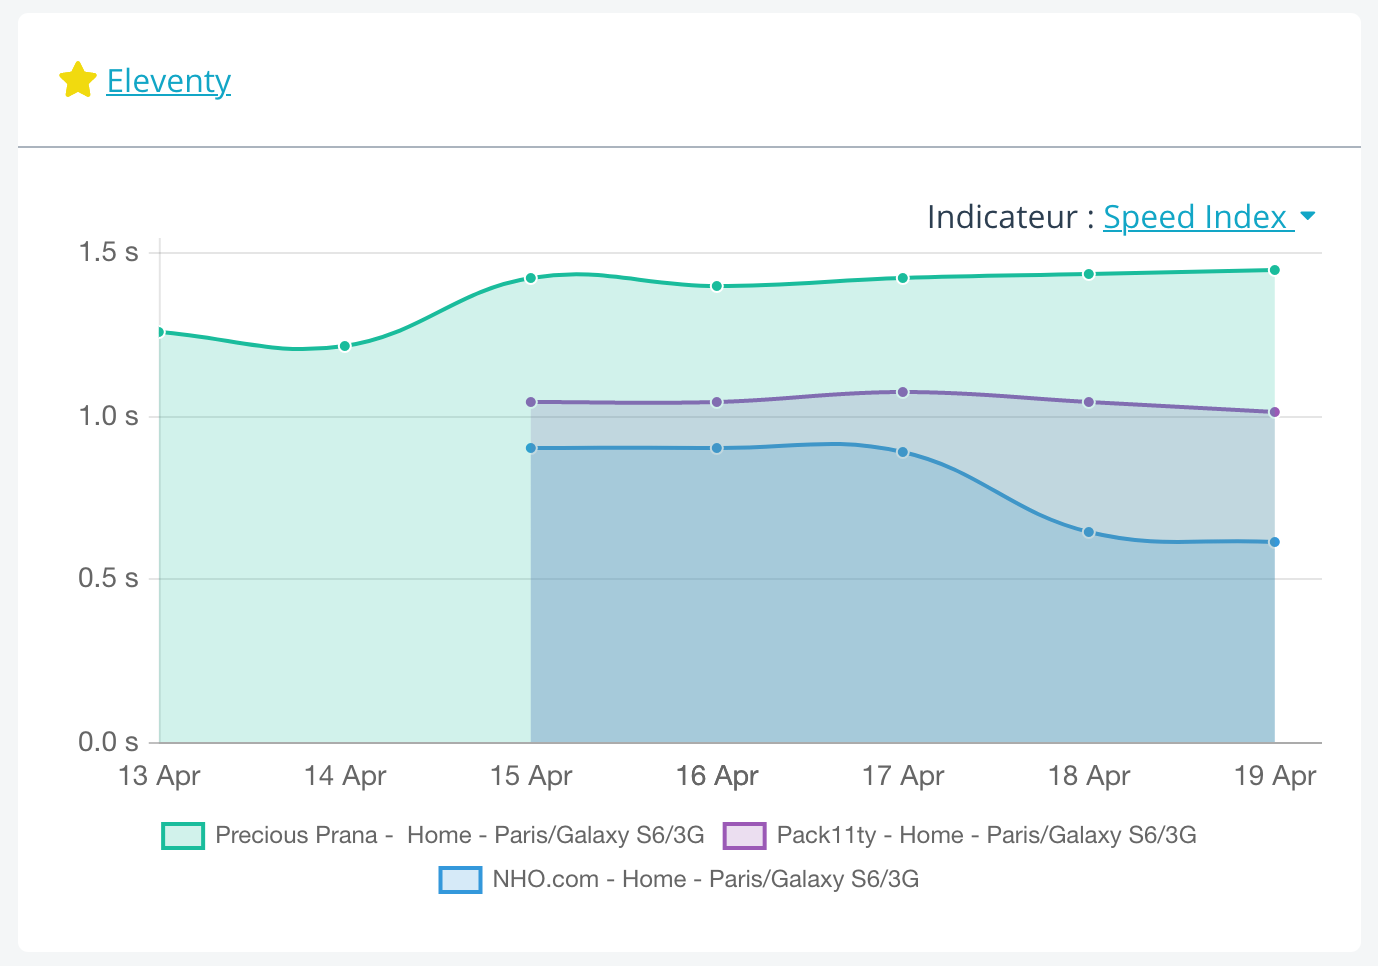 Eleventy
Indicateur : Speed Index
1.5 s
1.0 s
0.5 s
0.0 s
13 Apr 14 Apr 15 Apr 16 Apr 17 Apr 18 Apr 19 Apr
Precious Prana -  Home - Paris/Galaxy S6/3G Pack11ty - Home - Paris/Galaxy S6/3G
NHO.com - Home - Paris/Galaxy S6/3G